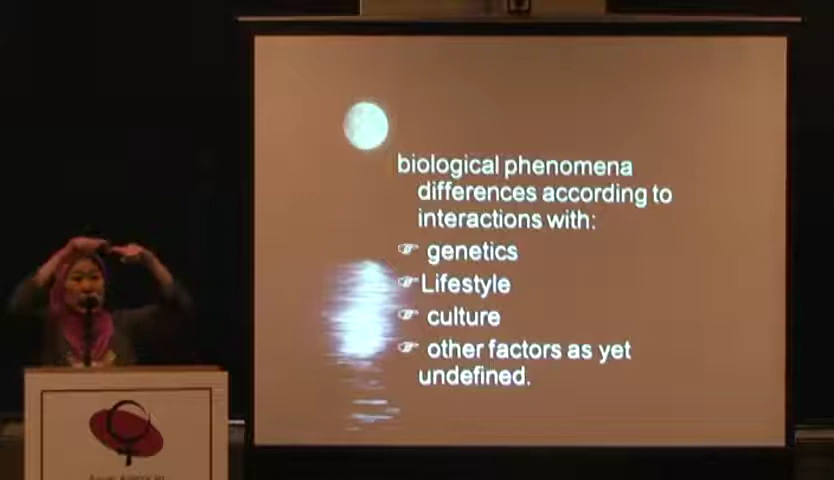 biological phenomena
differences according to
interactions with:
genetics
Lifestyle
culture
other factors as yet
undefined.